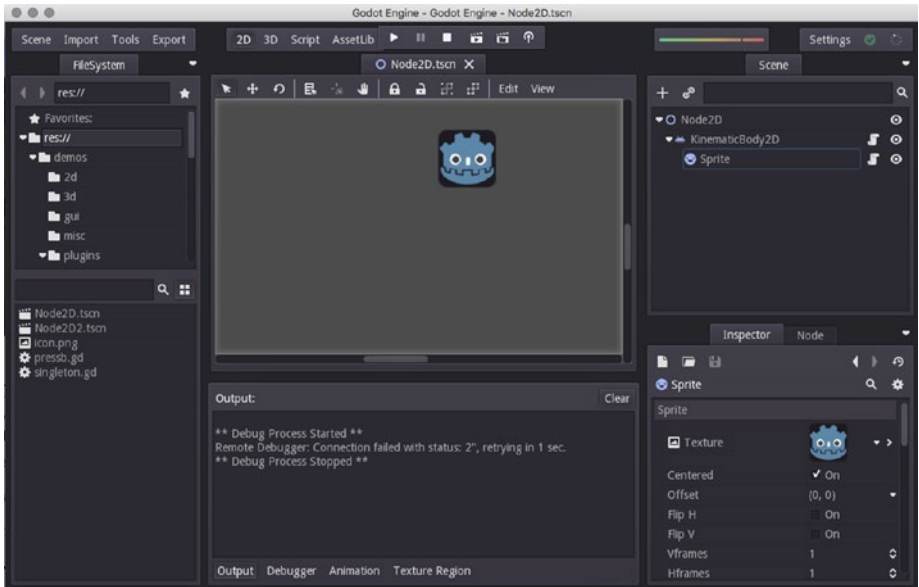 Godot Engine - Godot Engine - Node2D.tscn
Scene Import Tools Export
2D 3D Script AssetLib
Settings
FileSystem
res://
Favorites:
res://
demos
2d
3d
gui
misc
plugins
Node2D.tscn
Node2D2.tscn
icon.png
pressb.gd
singleton.gd
Node2D.tscn X
Edit View
Output:
Clear
** Debug Process Started **
Remote Debugger: Connection failed with status: 2'', retrying in 1 sec.
** Debug Process Stopped **
Output Debugger Animation Texture Region
Scene
Node2D
KinematicBody2D
Sprite
Inspector Node
Sprite
Sprite
Texture
Centered On
Offset (0, 0)
Flip H On
Flip V On
Vframes 1
Hframes 1